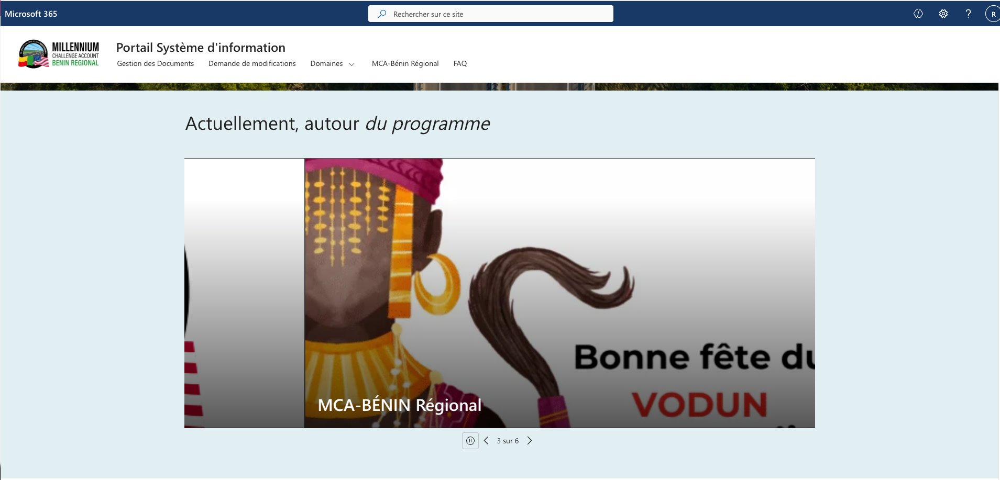 Microsoft 365
Rechercher sur ce site
R
MILLENNIUM
CHALLENGE ACCOUNT
BENIN REGIONAL
Portail Système d'information
Gestion des Documents
Demande de modifications
Domaines
MCA-Bénin Régional
FAQ
Actuellement, autour du programme
Bonne fête du
VODUN
MCA-BÉNIN Régional
3 sur 6